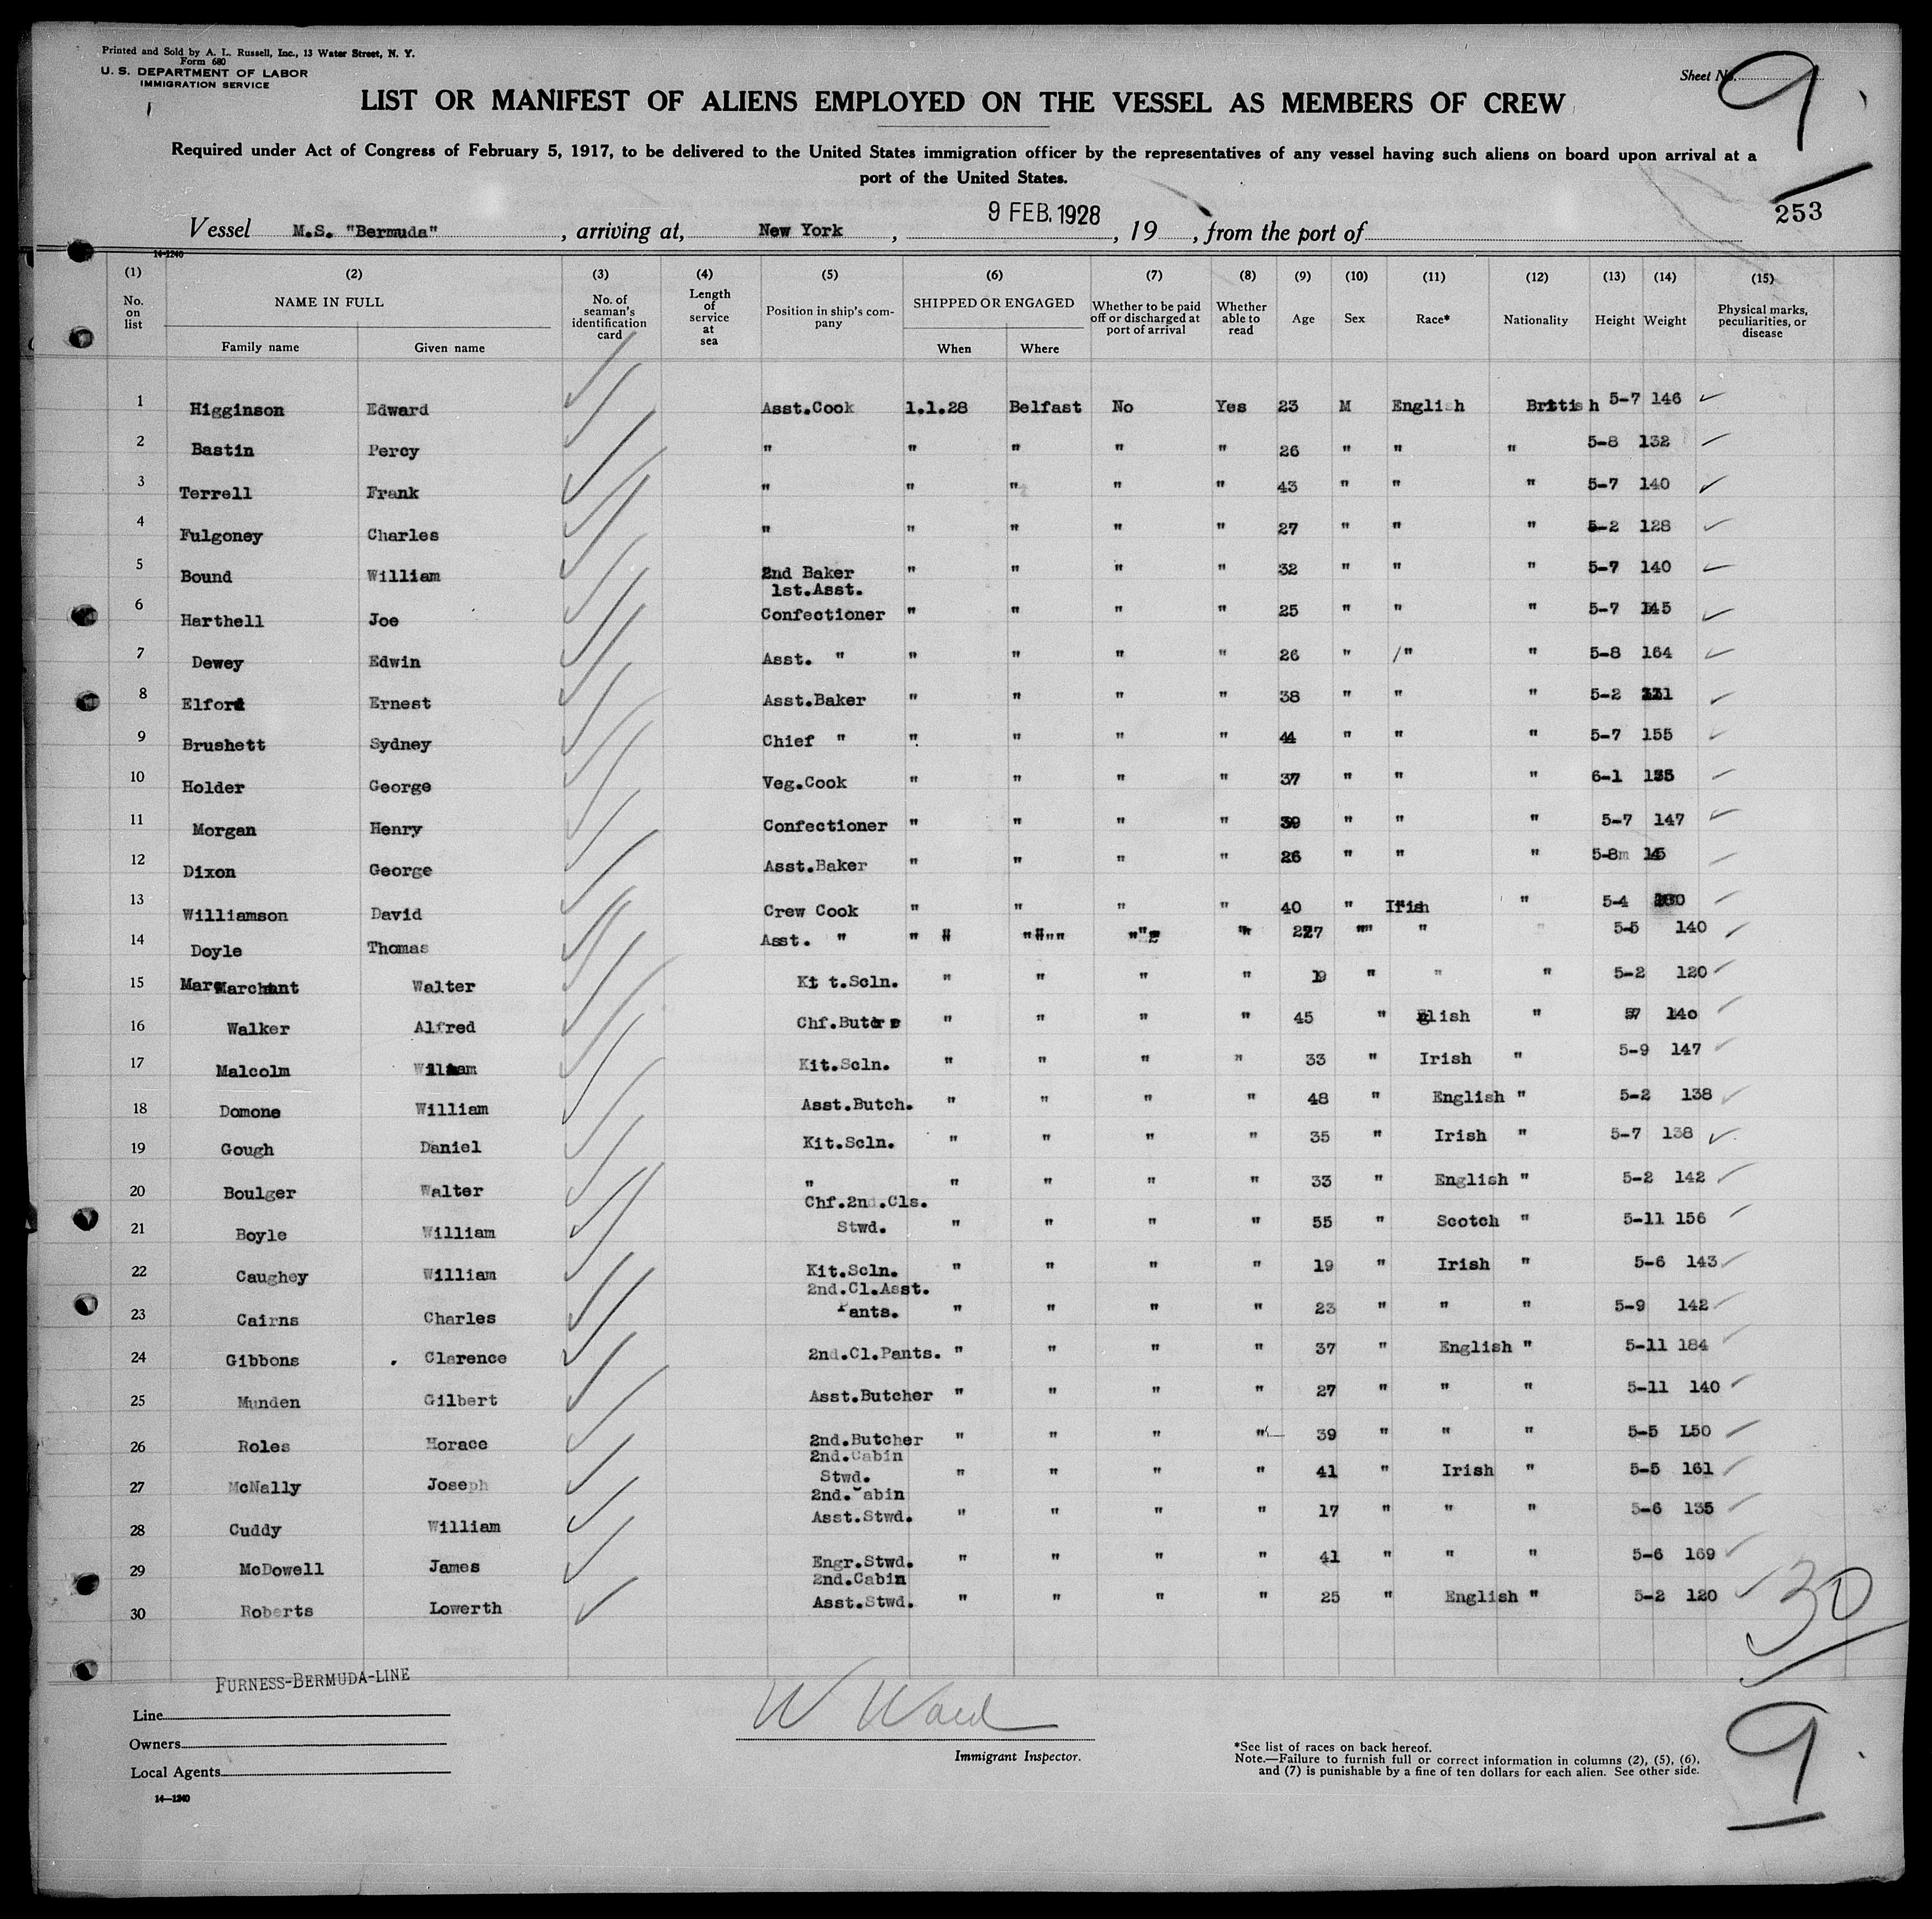 Printed and Sold by A. L. Russell, Inc., 13 Water Street, N. Y.
Form 680
U. S. DEPARTMENT OF LABOR
IMMIGRATION SERVICE
Sheet No. 9
LIST OR MANIFEST OF ALIENS EMPLOYED ON THE VESSEL AS MEMBERS OF CREW
Required under Act of Congress of February 5, 1917, to be delivered to the United States immigration officer by the representatives of any vessel having such aliens on board upon arrival at a
port of the United States.
253
Vessel M.S. "Bermuda", arriving at, New York, 9 FEB. 1928, 19 , from the port of
14-1240
(1) (2) (3) (4) (5) (6) (7) (8) (9) (10) (11) (12) (13) (14) (15)
No. on list NAME IN FULL Family name Given name No. of seaman's identification card Length of service at sea Position in ship's company SHIPPED OR ENGAGED When Where Whether to be paid off or discharged at port of arrival Whether able to read Age Sex Race* Nationality Height Weight Physical marks, peculiarities, or disease
1 Higginson Edward Asst.Cook 1.1.28 Belfast No Yes 23 M English British 5-7 146
2 Bastin Percy " " " " " 26 " " " 5-8 132
3 Terrell Frank " " " " " 43 " " " 5-7 140
4 Fulgoney Charles " " " " " 27 " " " 5-2 128
5 Bound William 2nd Baker " " " " 32 " " " 5-7 140
1st.Asst.
6 Harthell Joe Confectioner " " " " 25 " " " 5-7 145
7 Dewey Edwin Asst. " " " " " 26 " " " 5-8 164
8 Elford Ernest Asst.Baker " " " " 38 " " " 5-2
9 Brushett Sydney Chief " " " " " 44 " " " 5-7 155
10 Holder George Veg.Cook " " " " 37 " " " 6-1
11 Morgan Henry Confectioner " " " " 39 " " " 5-7 147
12 Dixon George Asst.Baker " " " " 26 " " " 5-8
13 Williamson David Crew Cook " " " " 40 " Irish " 5-4
14 Doyle Thomas Asst. " " " " " 27 " " " 5-5 140
15 Marchant Walter Kit.Scln. " " " " 19 " " " 5-2 120
16 Walker Alfred Chf.Butcr " " " " 45 " glish " 140
17 Malcolm William Kit.Scln. " " " " 33 " Irish " 5-9 147
18 Domone William Asst.Butch. " " " " 48 " English " 5-2 138
19 Gough Daniel Kit.Scln. " " " " 35 " Irish " 5-7 138
20 Boulger Walter " " " " " 33 " English " 5-2 142
Chf.2nd.Cls.
21 Boyle William Stwd. " " " " 55 " Scotch " 5-11 156
22 Caughey William Kit.Scln. " " " " 19 " Irish " 5-6 143
2nd.Cl.Asst.
23 Cairns Charles Pants. " " " " 23 " " " 5-9 142
24 Gibbons Clarence 2nd.Cl.Pants. " " " " 37 " English " 5-11 184
25 Munden Gilbert Asst.Butcher " " " " 27 " " " 5-11 140
26 Roles Horace 2nd.Butcher " " " " 39 " " " 5-5 150
2nd.Cabin
27 McNally Joseph Stwd. " " " " 41 " Irish " 5-5 161
2nd.Cabin
28 Cuddy William Asst.Stwd. " " " " 17 " " " 5-6 135
29 McDowell James Engr.Stwd. " " " " 41 " " " 5-6 169
2nd.Cabin
30 Roberts Lowerth Asst.Stwd. " " " " 25 " English " 5-2 120
30
9
FURNESS-BERMUDA-LINE
Line
Owners
Local Agents
14—1240
W Ward
Immigrant Inspector.
*See list of races on back hereof.
Note.—Failure to furnish full or correct information in columns (2), (5), (6),
and (7) is punishable by a fine of ten dollars for each alien. See other side.